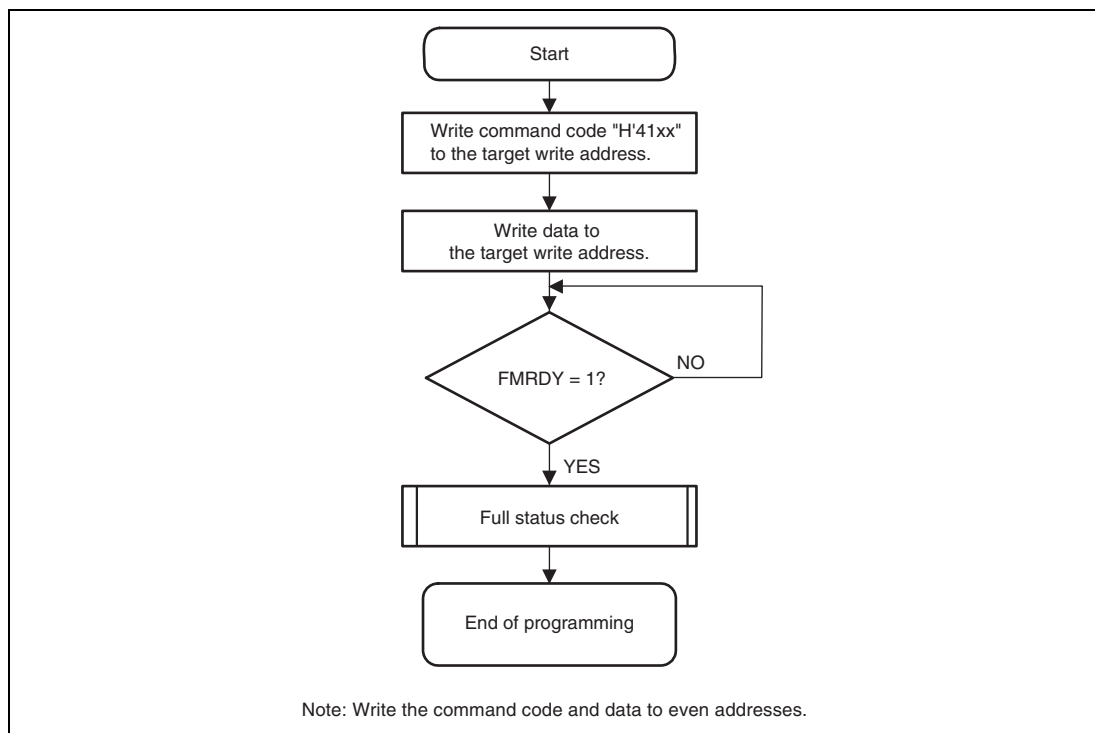 Start
Write command code "H'41xx"
to the target write address.
Write data to
the target write address.
FMRDY = 1?
NO
YES
Full status check
End of programming
Note: Write the command code and data to even addresses.